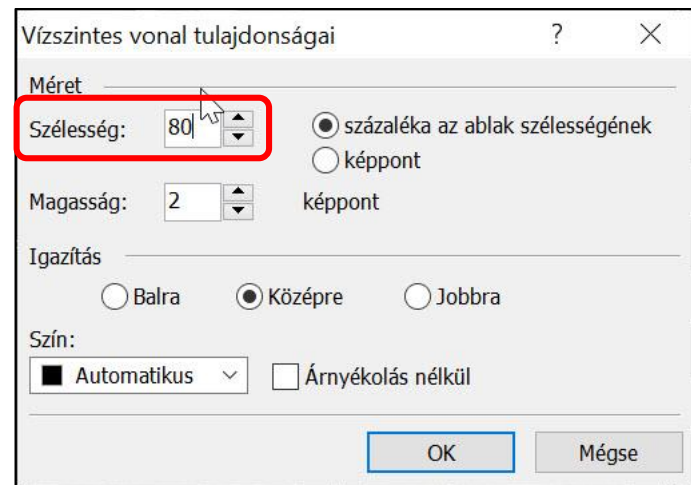 Vízszintes vonal tulajdonságai ?
Méret
Szélesség: 80 százaléka az ablak szélességének
képpont
Magasság: 2 képpont
Igazítás
Balra Középre Jobbra
Szín:
Automatikus Árnyékolás nélkül
OK Mégse